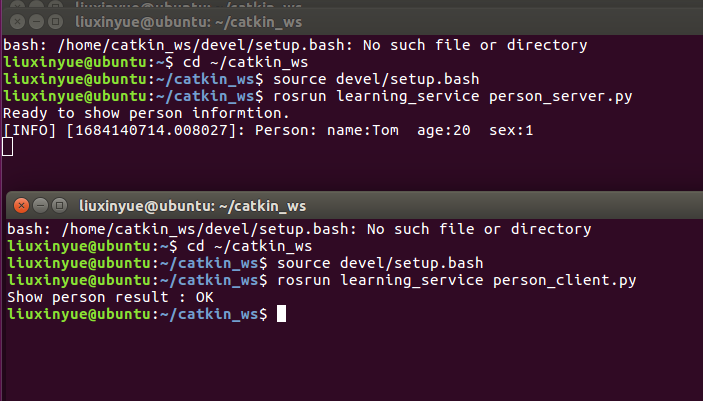 liuxinyue@ubuntu: ~/catkin_ws
bash: /home/catkin_ws/devel/setup.bash: No such file or directory
liuxinyue@ubuntu:~$ cd ~/catkin_ws
liuxinyue@ubuntu:~/catkin_ws$ source devel/setup.bash
liuxinyue@ubuntu:~/catkin_ws$ rosrun learning_service person_server.py
Ready to show person informtion.
[INFO] [1684140714.008027]: Person: name:Tom  age:20  sex:1
liuxinyue@ubuntu: ~/catkin_ws
bash: /home/catkin_ws/devel/setup.bash: No such file or directory
liuxinyue@ubuntu:~$ cd ~/catkin_ws
liuxinyue@ubuntu:~/catkin_ws$ source devel/setup.bash
liuxinyue@ubuntu:~/catkin_ws$ rosrun learning_service person_client.py
Show person result : OK
liuxinyue@ubuntu:~/catkin_ws$